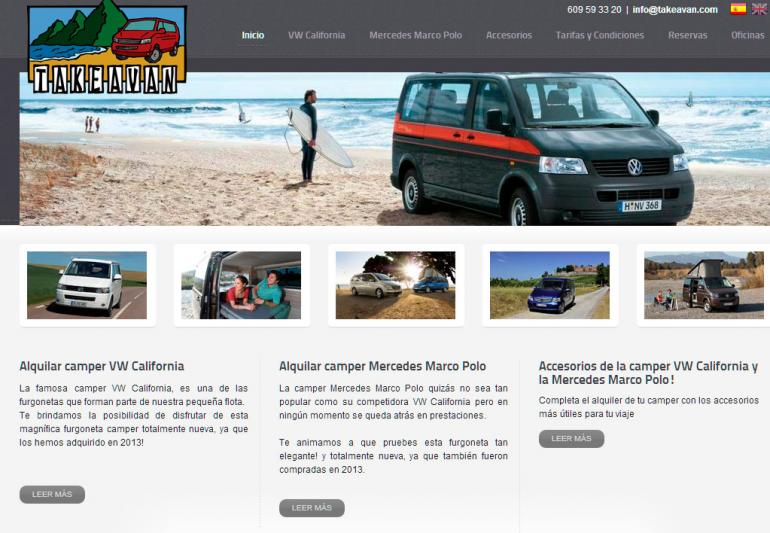 609 59 33 20 | info@takeavan.com
TAKEAVAN
Inicio VW California Mercedes Marco Polo Accesorios Tarifas y Condiciones Reservas Oficinas
H·NV 368
Alquilar camper VW California
La famosa camper VW California, es una de las
furgonetas que forman parte de nuestra pequeña flota.
Te brindamos la posibilidad de disfrutar de esta
magnífica furgoneta camper totalmente nueva, ya que
los hemos adquirido en 2013!
LEER MÁS
Alquilar camper Mercedes Marco Polo
La camper Mercedes Marco Polo quizás no sea tan
popular como su competidora VW California pero en
ningún momento se queda atrás en prestaciones.
Te animamos a que pruebes esta furgoneta tan
elegante! y totalmente nueva, ya que también fueron
compradas en 2013.
LEER MÁS
Accesorios de la camper VW California y
la Mercedes Marco Polo!
Completa el alquiler de tu camper con los accesorios
más útiles para tu viaje
LEER MÁS